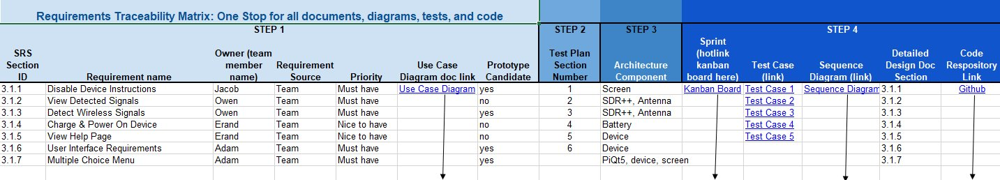 Requirements Traceability Matrix: One Stop for all documents, diagrams, tests, and code
STEP 1 STEP 2 STEP 3 STEP 4
SRS Section ID Requirement name Owner (team member name) Requirement Source Priority Use Case Diagram doc link Prototype Candidate Test Plan Section Number Architecture Component Sprint (hotlink kanban board here) Test Case (link) Sequence Diagram (link) Detailed Design Doc Section Code Respository Link
3.1.1 Disable Device Instructions Jacob Team Must have Use Case Diagram yes 1 Screen Kanban Board Test Case 1 Sequence Diagram 3.1.1 Github
3.1.2 View Detected Signals Owen Team Must have no 2 SDR++, Antenna Test Case 2 3.1.2
3.1.3 Detect Wireless Signals Owen Team Must have yes 3 SDR++, Antenna Test Case 3 3.1.3
3.1.4 Charge & Power On Device Erand Team Nice to have no 4 Battery Test Case 4 3.1.4
3.1.5 View Help Page Erand Team Nice to have no 5 Device Test Case 5 3.1.5
3.1.6 User Interface Requirements Adam Team Must have yes 6 Device 3.1.6
3.1.7 Multiple Choice Menu Adam Team Must have yes PiQt5, device, screen 3.1.7